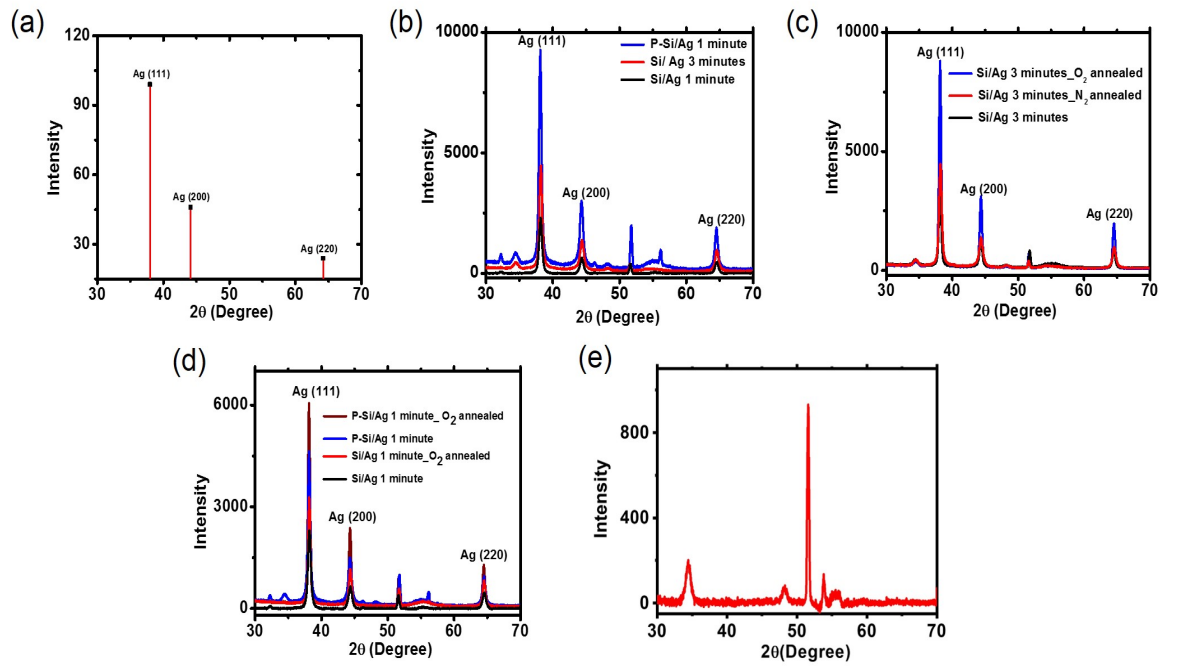 (a)
120
90
60
30
Intensity
Ag (111)
Ag (200)
Ag (220)
30 40 50 60 70
2θ (Degree)
(b)
10000
5000
0
Intensity
Ag (111)
P-Si/Ag 1 minute
Si/ Ag 3 minutes
Si/Ag 1 minute
Ag (200)
Ag (220)
30 40 50 60 70
2θ (Degree)
(c)
10000
5000
0
Intensity
Ag (111)
Si/Ag 3 minutes_O2 annealed
Si/Ag 3 minutes_N2 annealed
Si/Ag 3 minutes
Ag (200)
Ag (220)
30 40 50 60 70
2θ (Degree)
(d)
6000
3000
0
Intensity
Ag (111)
P-Si/Ag 1 minute_ O2 annealed
P-Si/Ag 1 minute
Si/Ag 1 minute_O2 annealed
Si/Ag 1 minute
Ag (200)
Ag (220)
30 40 50 60 70
2θ (Degree)
(e)
800
400
0
Intensity
30 40 50 60 70
2θ(Degree)